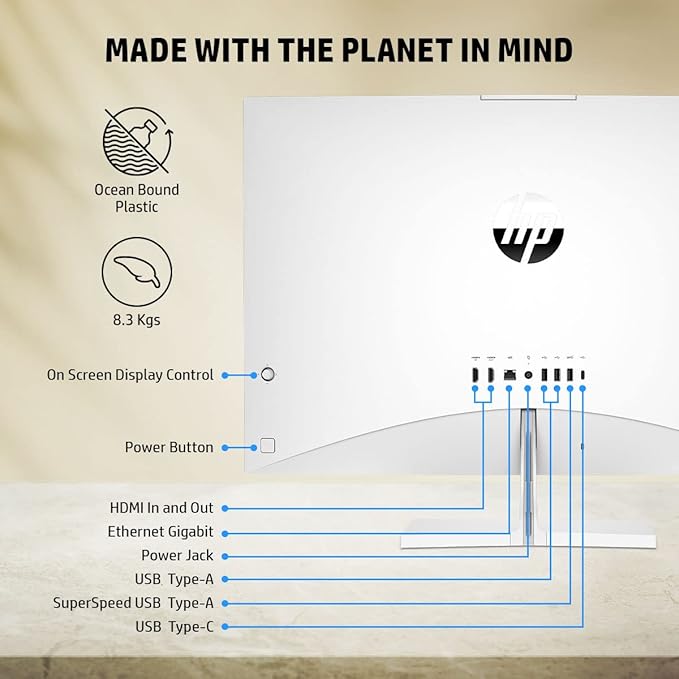 MADE WITH THE PLANET IN MIND
Ocean Bound
Plastic
8.3 Kgs
hp
On Screen Display Control
Power Button
HDMI In and Out
Ethernet Gigabit
Power Jack
USB Type-A
SuperSpeed USB Type-A
USB Type-C